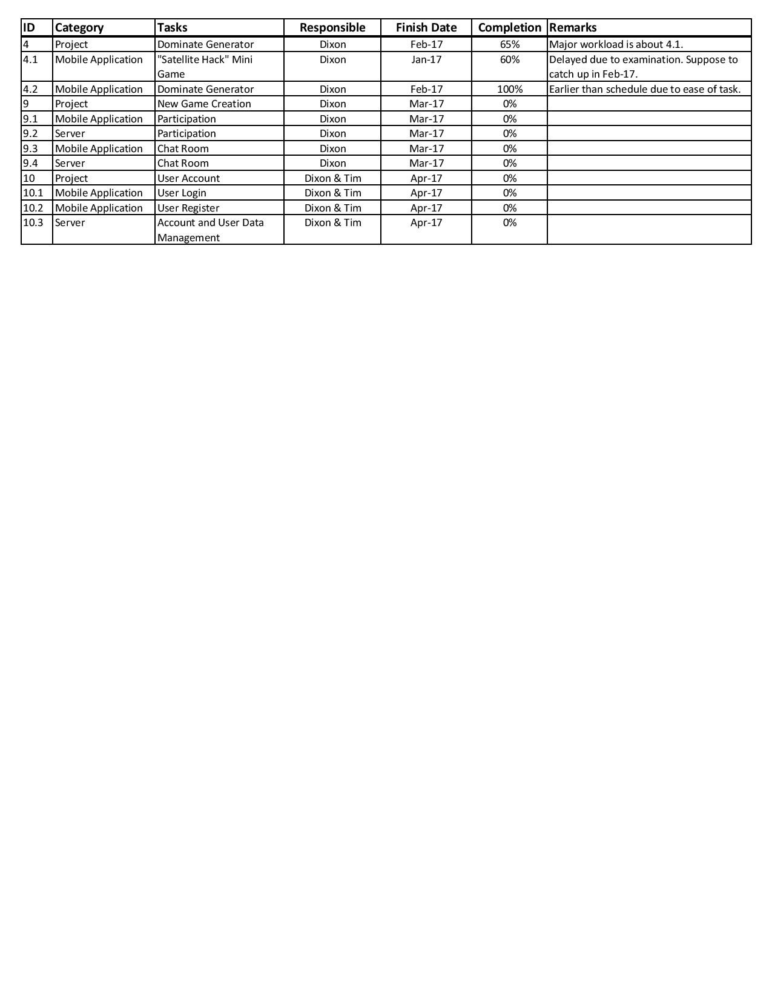 ID Category Tasks Responsible Finish Date Completion Remarks
4 Project Dominate Generator Dixon Feb-17 65% Major workload is about 4.1.
4.1 Mobile Application "Satellite Hack" Mini Dixon Jan-17 60% Delayed due to examination. Suppose to
Game catch up in Feb-17.
4.2 Mobile Application Dominate Generator Dixon Feb-17 100% Earlier than schedule due to ease of task.
9 Project New Game Creation Dixon Mar-17 0%
9.1 Mobile Application Participation Dixon Mar-17 0%
9.2 Server Participation Dixon Mar-17 0%
9.3 Mobile Application Chat Room Dixon Mar-17 0%
9.4 Server Chat Room Dixon Mar-17 0%
10 Project User Account Dixon & Tim Apr-17 0%
10.1 Mobile Application User Login Dixon & Tim Apr-17 0%
10.2 Mobile Application User Register Dixon & Tim Apr-17 0%
10.3 Server Account and User Data Dixon & Tim Apr-17 0%
Management